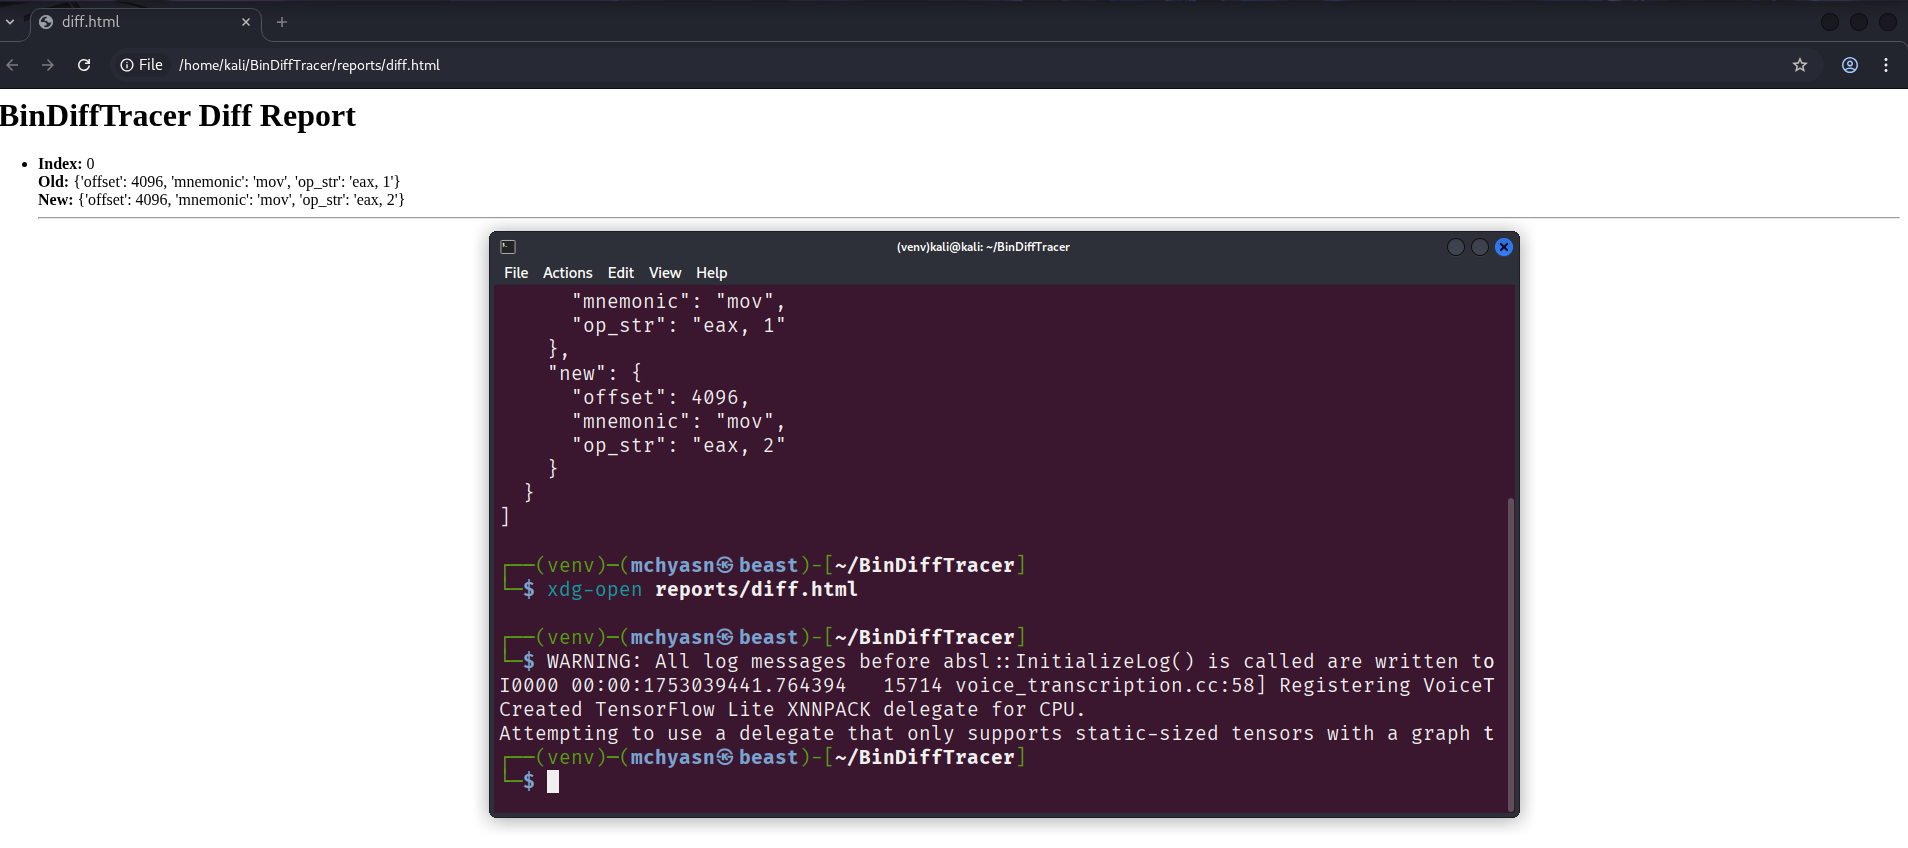 diff.html
File /home/kali/BinDiffTracer/reports/diff.html
BinDiffTracer Diff Report
Index: 0
Old: {'offset': 4096, 'mnemonic': 'mov', 'op_str': 'eax, 1'}
New: {'offset': 4096, 'mnemonic': 'mov', 'op_str': 'eax, 2'}
(venv)kali@kali: ~/BinDiffTracer
File Actions Edit View Help
"mnemonic": "mov",
"op_str": "eax, 1"
},
"new": {
"offset": 4096,
"mnemonic": "mov",
"op_str": "eax, 2"
}
}
]
(venv)-(mchyasn㉿beast)-[~/BinDiffTracer]
$ xdg-open reports/diff.html
(venv)-(mchyasn㉿beast)-[~/BinDiffTracer]
$ WARNING: All log messages before absl::InitializeLog() is called are written to
I0000 00:00:1753039441.764394   15714 voice_transcription.cc:58] Registering VoiceT
Created TensorFlow Lite XNNPACK delegate for CPU.
Attempting to use a delegate that only supports static-sized tensors with a graph t
(venv)-(mchyasn㉿beast)-[~/BinDiffTracer]
$